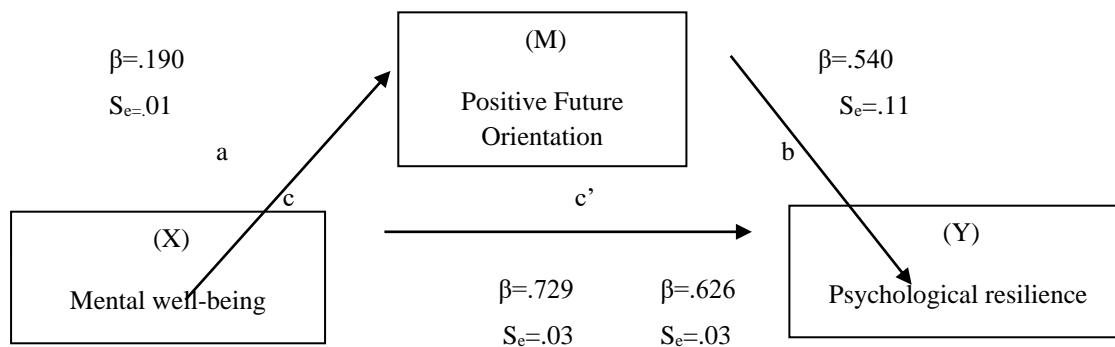 (M)
Positive Future
Orientation
β=.190
Se=.01
a
β=.540
Se=.11
b
c
c’
(X)
Mental well-being
(Y)
Psychological resilience
β=.729
Se=.03
β=.626
Se=.03